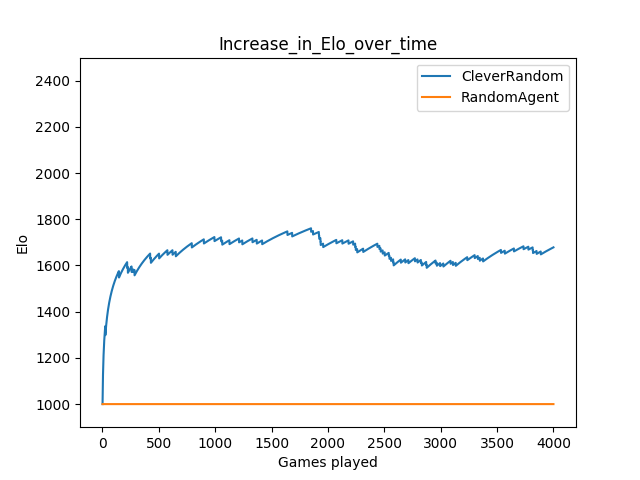 Increase_in_Elo_over_time
CleverRandom
RandomAgent
2400
2200
2000
1800
1600
1400
1200
1000
Elo
0 500 1000 1500 2000 2500 3000 3500 4000
Games played